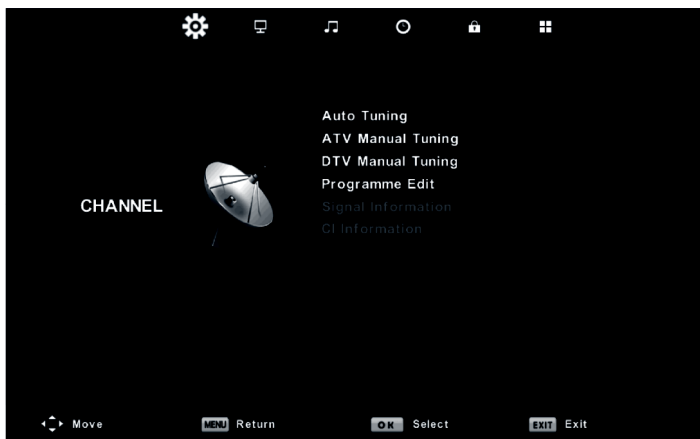 Auto Tuning
ATV Manual Tuning
DTV Manual Tuning
Programme Edit
CHANNEL
Signal Information
CI Information
Move MENU Return OK Select EXIT Exit